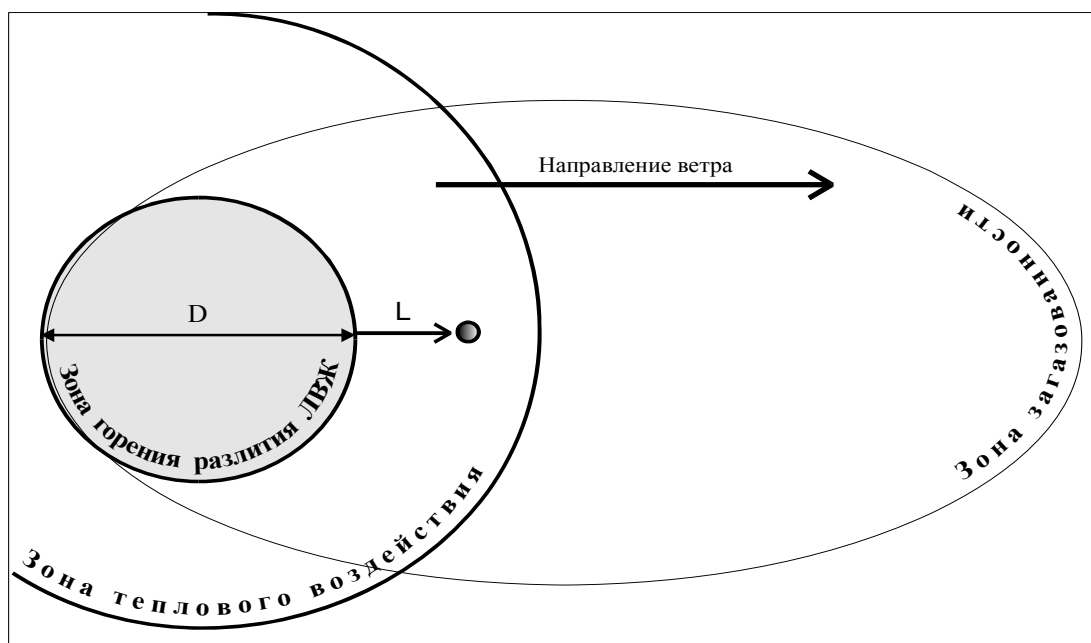 Направление ветра
D
L
Зона горения разлития ЛВЖ
Зона теплового воздействия
Зона загазованности